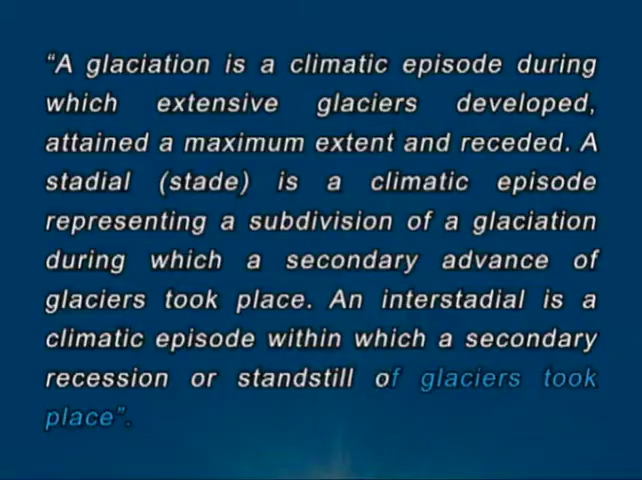 “A glaciation is a climatic episode during
which extensive glaciers developed,
attained a maximum extent and receded. A
stadial (stade) is a climatic episode
representing a subdivision of a glaciation
during which a secondary advance of
glaciers took place. An interstadial is a
climatic episode within which a secondary
recession or standstill of glaciers took
place”.